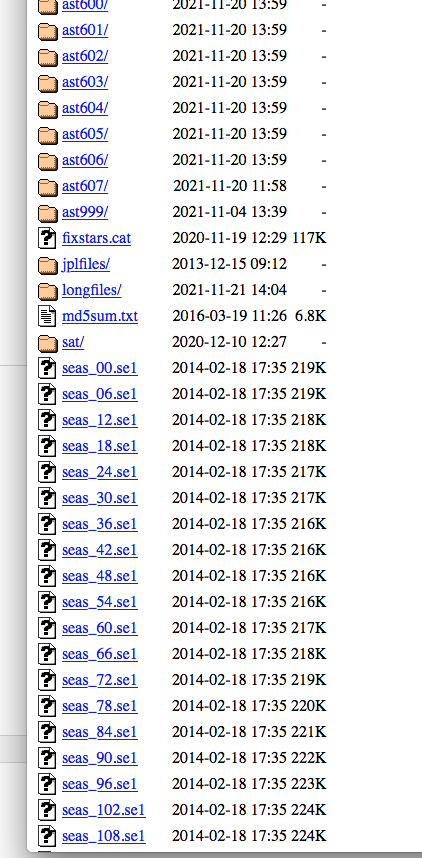 ast600/ 2021-11-20 13:59 -
ast601/ 2021-11-20 13:59 -
ast602/ 2021-11-20 13:59 -
ast603/ 2021-11-20 13:59 -
ast604/ 2021-11-20 13:59 -
ast605/ 2021-11-20 13:59 -
ast606/ 2021-11-20 13:59 -
ast607/ 2021-11-20 11:58 -
ast999/ 2021-11-04 13:39 -
fixstars.cat 2020-11-19 12:29 117K
jplfiles/ 2013-12-15 09:12 -
longfiles/ 2021-11-21 14:04 -
md5sum.txt 2016-03-19 11:26 6.8K
sat/ 2020-12-10 12:27 -
seas_00.se1 2014-02-18 17:35 219K
seas_06.se1 2014-02-18 17:35 219K
seas_12.se1 2014-02-18 17:35 218K
seas_18.se1 2014-02-18 17:35 218K
seas_24.se1 2014-02-18 17:35 217K
seas_30.se1 2014-02-18 17:35 217K
seas_36.se1 2014-02-18 17:35 216K
seas_42.se1 2014-02-18 17:35 216K
seas_48.se1 2014-02-18 17:35 216K
seas_54.se1 2014-02-18 17:35 216K
seas_60.se1 2014-02-18 17:35 217K
seas_66.se1 2014-02-18 17:35 218K
seas_72.se1 2014-02-18 17:35 219K
seas_78.se1 2014-02-18 17:35 220K
seas_84.se1 2014-02-18 17:35 221K
seas_90.se1 2014-02-18 17:35 222K
seas_96.se1 2014-02-18 17:35 223K
seas_102.se1 2014-02-18 17:35 224K
seas_108.se1 2014-02-18 17:35 224K